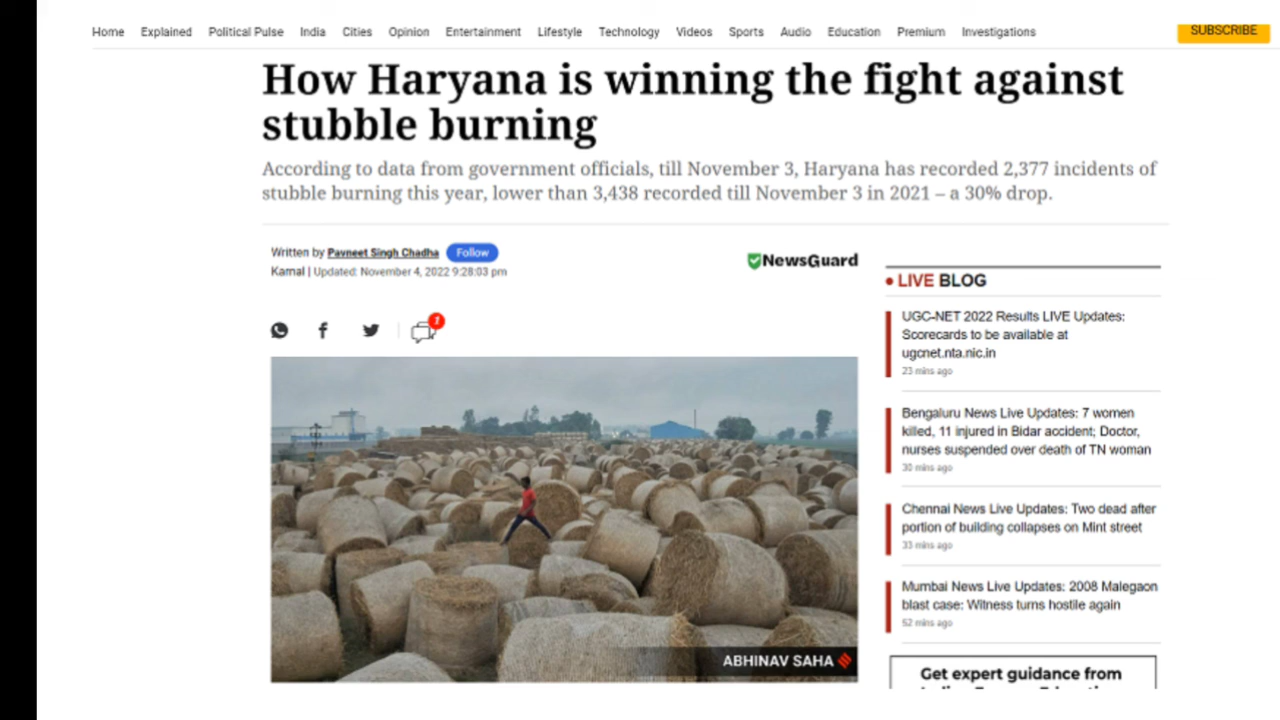 Home Explained Political Pulse India Cities Opinion Entertainment Lifestyle Technology Videos Sports Audio Education Premium Investigations SUBSCRIBE
How Haryana is winning the fight against
stubble burning
According to data from government officials, till November 3, Haryana has recorded 2,377 incidents of
stubble burning this year, lower than 3,438 recorded till November 3 in 2021 – a 30% drop.
Written by Pavneet Singh Chadha Follow
Karnal | Updated: November 4, 2022 9:28:03 pm
NewsGuard
1
ABHINAV SAHA
LIVE BLOG
UGC-NET 2022 Results LIVE Updates:
Scorecards to be available at
ugcnet.nta.nic.in
23 mins ago
Bengaluru News Live Updates: 7 women
killed, 11 injured in Bidar accident; Doctor,
nurses suspended over death of TN woman
30 mins ago
Chennai News Live Updates: Two dead after
portion of building collapses on Mint street
33 mins ago
Mumbai News Live Updates: 2008 Malegaon
blast case: Witness turns hostile again
52 mins ago
Get expert guidance from